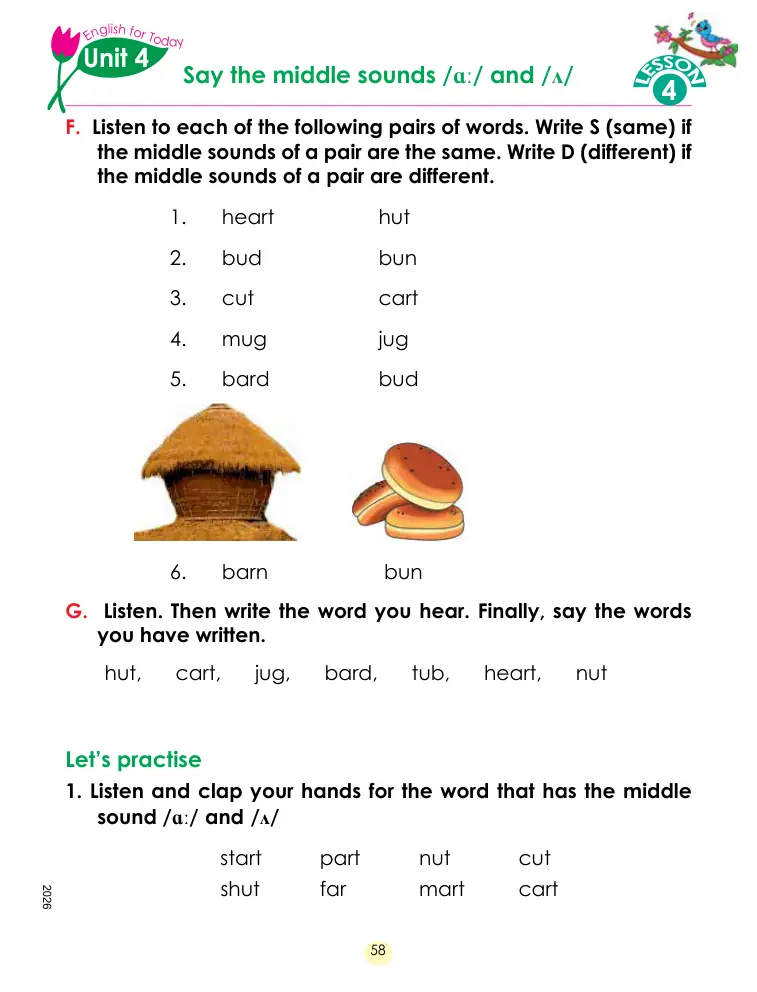 English for Today
Unit 4
Say the middle sounds /ɑː/ and /ʌ/
LESSON
4
F. Listen to each of the following pairs of words. Write S (same) if
the middle sounds of a pair are the same. Write D (different) if
the middle sounds of a pair are different.
1. heart hut
2. bud bun
3. cut cart
4. mug jug
5. bard bud
6. barn bun
G. Listen. Then write the word you hear. Finally, say the words
you have written.
hut, cart, jug, bard, tub, heart, nut
Let's practise
1. Listen and clap your hands for the word that has the middle
sound /ɑː/ and /ʌ/
start part nut cut
shut far mart cart
2026
58